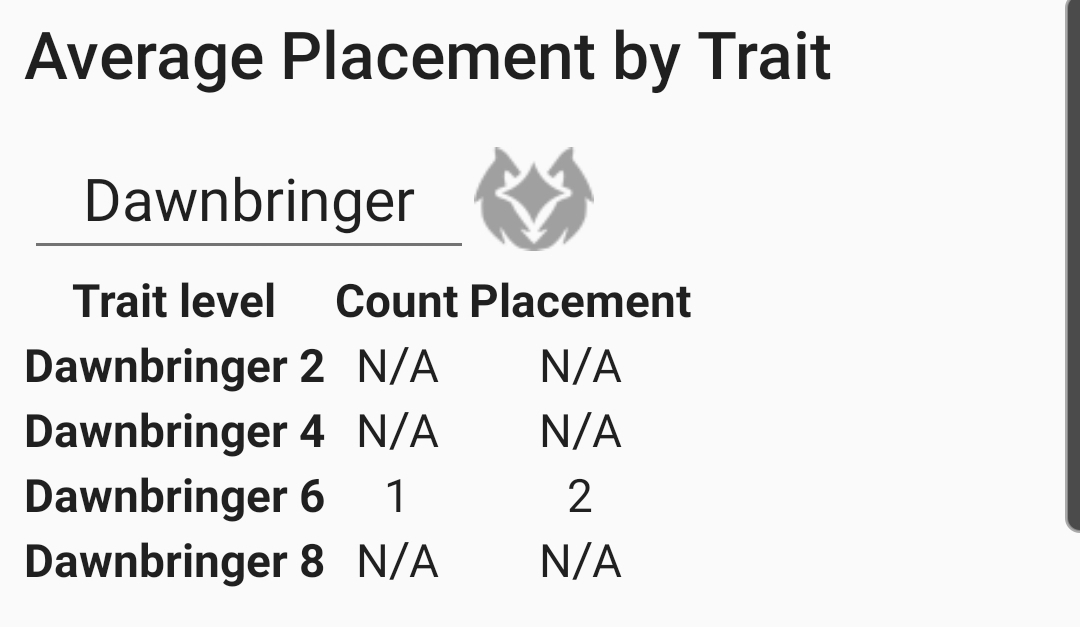 Average Placement by Trait
Dawnbringer
Trait level Count Placement
Dawnbringer 2 N/A N/A
Dawnbringer 4 N/A N/A
Dawnbringer 6 1 2
Dawnbringer 8 N/A N/A